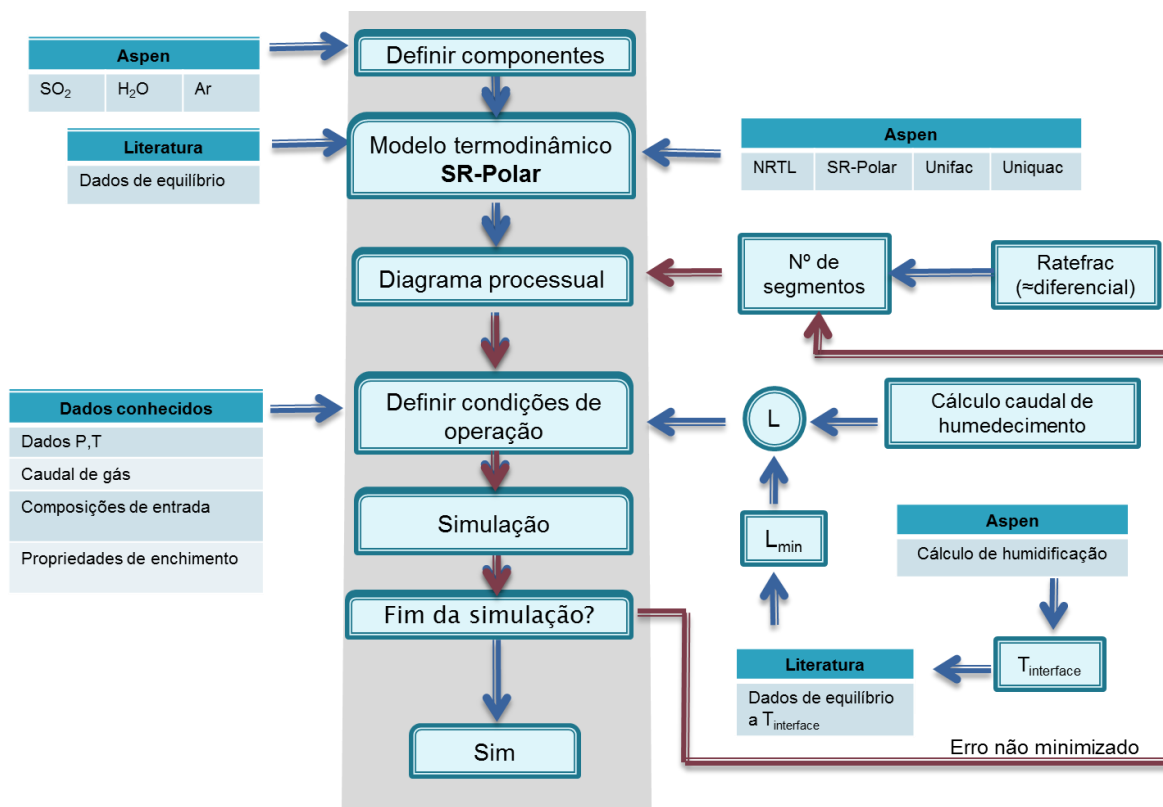 Aspen
SO₂
H₂O
Ar
Definir componentes
Literatura
Dados de equilíbrio
Modelo termodinâmico
SR-Polar
Aspen
NRTL
SR-Polar
Unifac
Uniquac
Diagrama processual
Nº de
segmentos
Ratefrac
(≈diferencial)
Dados conhecidos
Dados P,T
Caudal de gás
Composições de entrada
Propriedades de enchimento
Definir condições de
operação
L
Cálculo caudal de
humedecimento
Simulação
Lmin
Aspen
Cálculo de humidificação
Fim da simulação?
Tinterface
Literatura
Dados de equilíbrio
a Tinterface
Sim
Erro não minimizado